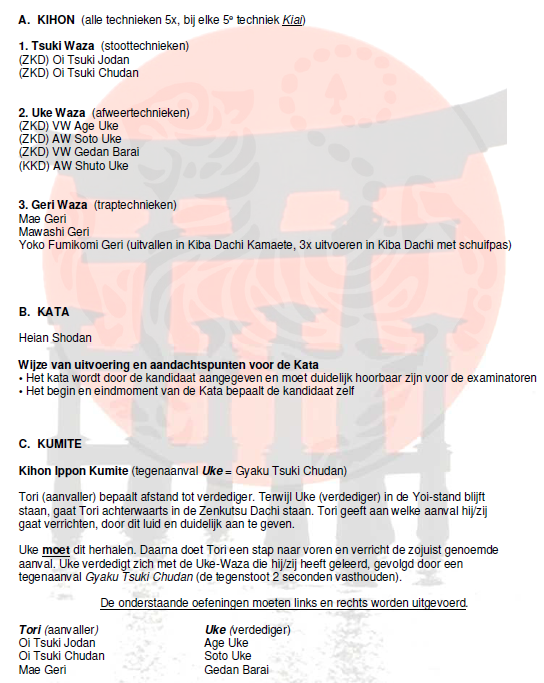 A. KIHON (alle technieken 5x, bij elke 5e techniek Kiai)
1. Tsuki Waza (stoottechnieken)
(ZKD) Oi Tsuki Jodan
(ZKD) Oi Tsuki Chudan
2. Uke Waza (afweertechnieken)
(ZKD) VW Age Uke
(ZKD) AW Soto Uke
(ZKD) VW Gedan Barai
(KKD) AW Shuto Uke
3. Geri Waza (traptechnieken)
Mae Geri
Mawashi Geri
Yoko Fumikomi Geri (uitvallen in Kiba Dachi Kamaete, 3x uitvoeren in Kiba Dachi met schuifpas)
B. KATA
Heian Shodan
Wijze van uitvoering en aandachtspunten voor de Kata
• Het kata wordt door de kandidaat aangegeven en moet duidelijk hoorbaar zijn voor de examinatoren
• Het begin en eindmoment van de Kata bepaalt de kandidaat zelf
C. KUMITE
Kihon Ippon Kumite (tegenaanval Uke = Gyaku Tsuki Chudan)
Tori (aanvaller) bepaalt afstand tot verdediger. Terwijl Uke (verdediger) in de Yoi-stand blijft
staan, gaat Tori achterwaarts in de Zenkutsu Dachi staan. Tori geeft aan welke aanval hij/zij
gaat verrichten, door dit luid en duidelijk aan te geven.
Uke moet dit herhalen. Daarna doet Tori een stap naar voren en verricht de zojuist genoemde
aanval. Uke verdedigt zich met de Uke-Waza die hij/zij heeft geleerd, gevolgd door een
tegenaanval Gyaku Tsuki Chudan (de tegenstoot 2 seconden vasthouden).
De onderstaande oefeningen moeten links en rechts worden uitgevoerd.
Tori (aanvaller) Uke (verdediger)
Oi Tsuki Jodan Age Uke
Oi Tsuki Chudan Soto Uke
Mae Geri Gedan Barai